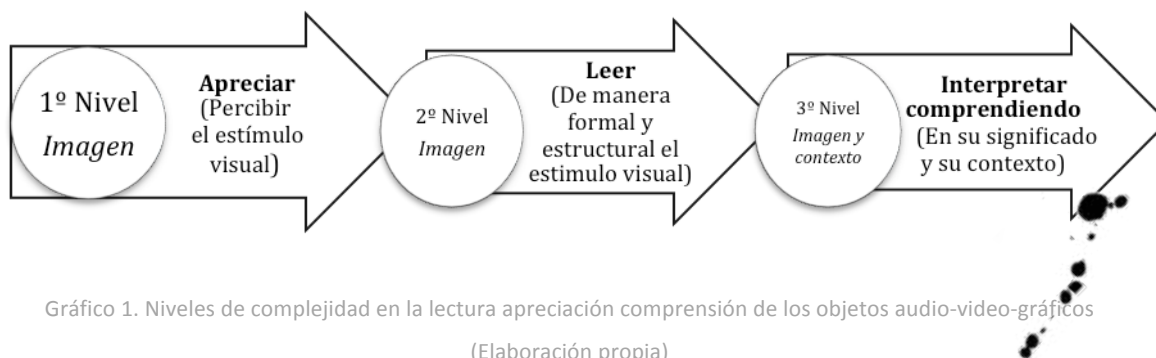 1º Nivel
Imagen
Apreciar
(Percibir
el estímulo
visual)
2º Nivel
Imagen
Leer
(De manera
formal y
estructural el
estimulo visual)
3º Nivel
Imagen y
contexto
Interpretar
comprendiendo
(En su significado
y su contexto)
Gráfico 1. Niveles de complejidad en la lectura apreciación comprensión de los objetos audio-video-gráficos
(Elaboración propia)